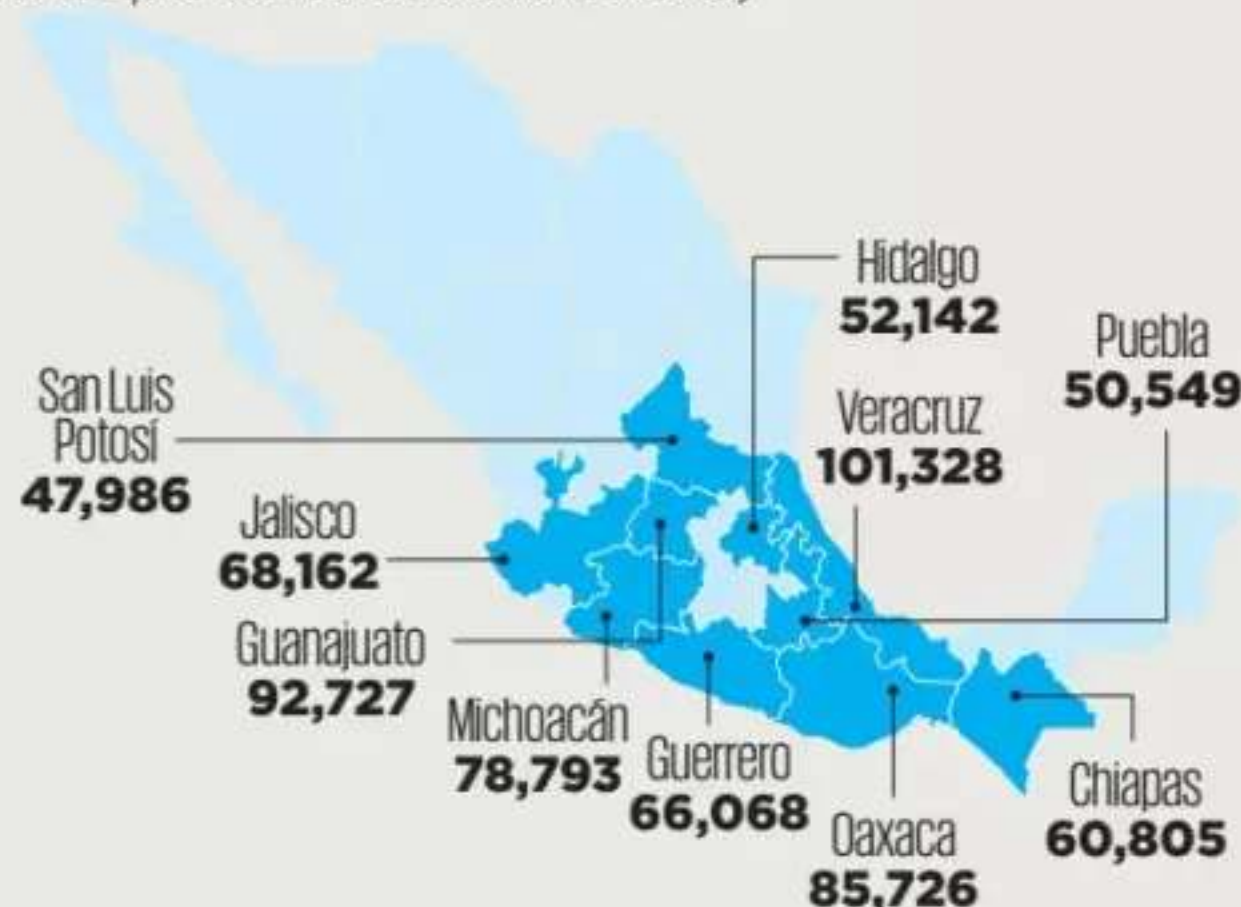 Hidalgo
52,142
Puebla
50,549
San Luis
Potosí
47,986
Veracruz
101,328
Jalisco
68,162
Guanajuato
92,727
Michoacán
78,793
Guerrero
66,068
Oaxaca
85,726
Chiapas
60,805